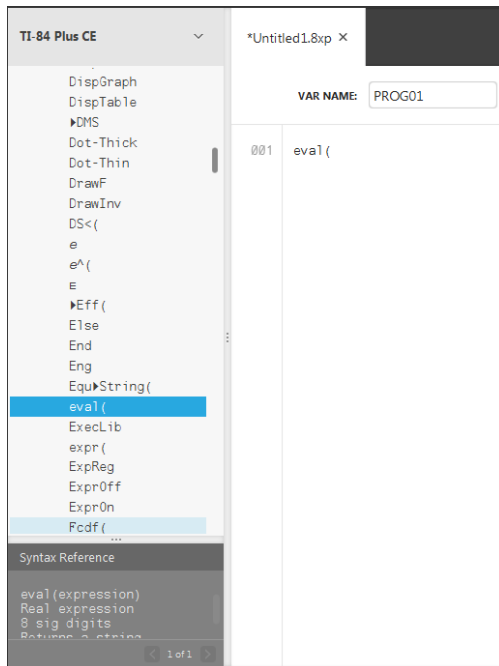 TI-84 Plus CE
*Untitled1.8xp ×
VAR NAME: PROG01
DispGraph
DispTable
▶DMS
Dot-Thick
Dot-Thin
DrawF
DrawInv
DS<(
e
e^(
ᴇ
▶Eff(
Else
End
Eng
Equ▶String(
eval(
ExecLib
expr(
ExpReg
ExprOff
ExprOn
Fcdf(
001 eval(
Syntax Reference
eval(expression)
Real expression
8 sig digits
Returns a string
1 of 1